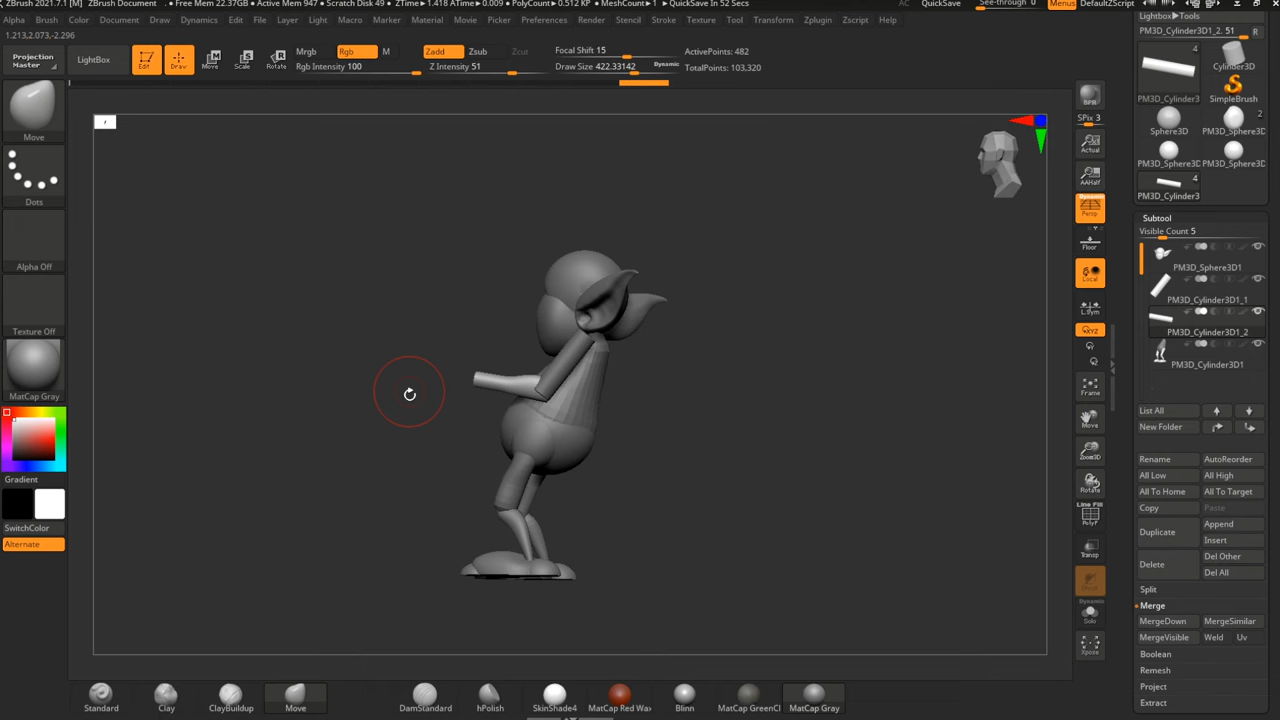 ZBrush 2021.7.1 [M] ZBrush Document . • Free Mem 22.37GB • Active Mem 947 • Scratch Disk 49 • ZTime▸1.418 ATime▸0.009 • PolyCount▸0.512 KP • MeshCount▸1 • QuickSave In 52 Secs AC QuickSave See-through 0 Menus DefaultZScript
Alpha Brush Color Document Draw Dynamics Edit File Layer Light Macro Marker Material Movie Picker Preferences Render Stencil Stroke Texture Tool Transform Zplugin Zscript Help
1.213,2.073,-2.296
Projection Master
LightBox
Edit
Draw
Move
Scale
Rotate
Mrgb Rgb M
Rgb Intensity 100
Zadd Zsub Zcut
Z Intensity 51
Focal Shift 15
Draw Size 422.33142 Dynamic
ActivePoints: 482
TotalPoints: 103,320
Move
Dots
Alpha Off
Texture Off
MatCap Gray
Gradient
SwitchColor
Alternate
BPR
SPix 3
Actual
AAHalf
Dynamic
Persp
Floor
Local
L.Sym
XYZ
Frame
Move
Zoom3D
Rotate
Line Fill
PolyF
Transp
Dynamic
Solo
Xpose
Lightbox▸Tools
PM3D_Cylinder3D1_2. 51 R
4
PM3D_Cylinder3
Cylinder3D
SimpleBrush
Sphere3D
2
PM3D_Sphere3D
PM3D_Sphere3D
PM3D_Sphere3D
4
PM3D_Cylinder3
Subtool
Visible Count 5
PM3D_Sphere3D1
PM3D_Cylinder3D1_1
PM3D_Cylinder3D1_2
PM3D_Cylinder3D1
List All
New Folder
Rename AutoReorder
All Low All High
All To Home All To Target
Copy Paste
Duplicate Append
Insert
Delete Del Other
Del All
Split
Merge
MergeDown MergeSimilar
MergeVisible Weld Uv
Boolean
Remesh
Project
Extract
Standard Clay ClayBuildup Move DamStandard hPolish SkinShade4 MatCap Red Wax Blinn MatCap GreenCl MatCap Gray